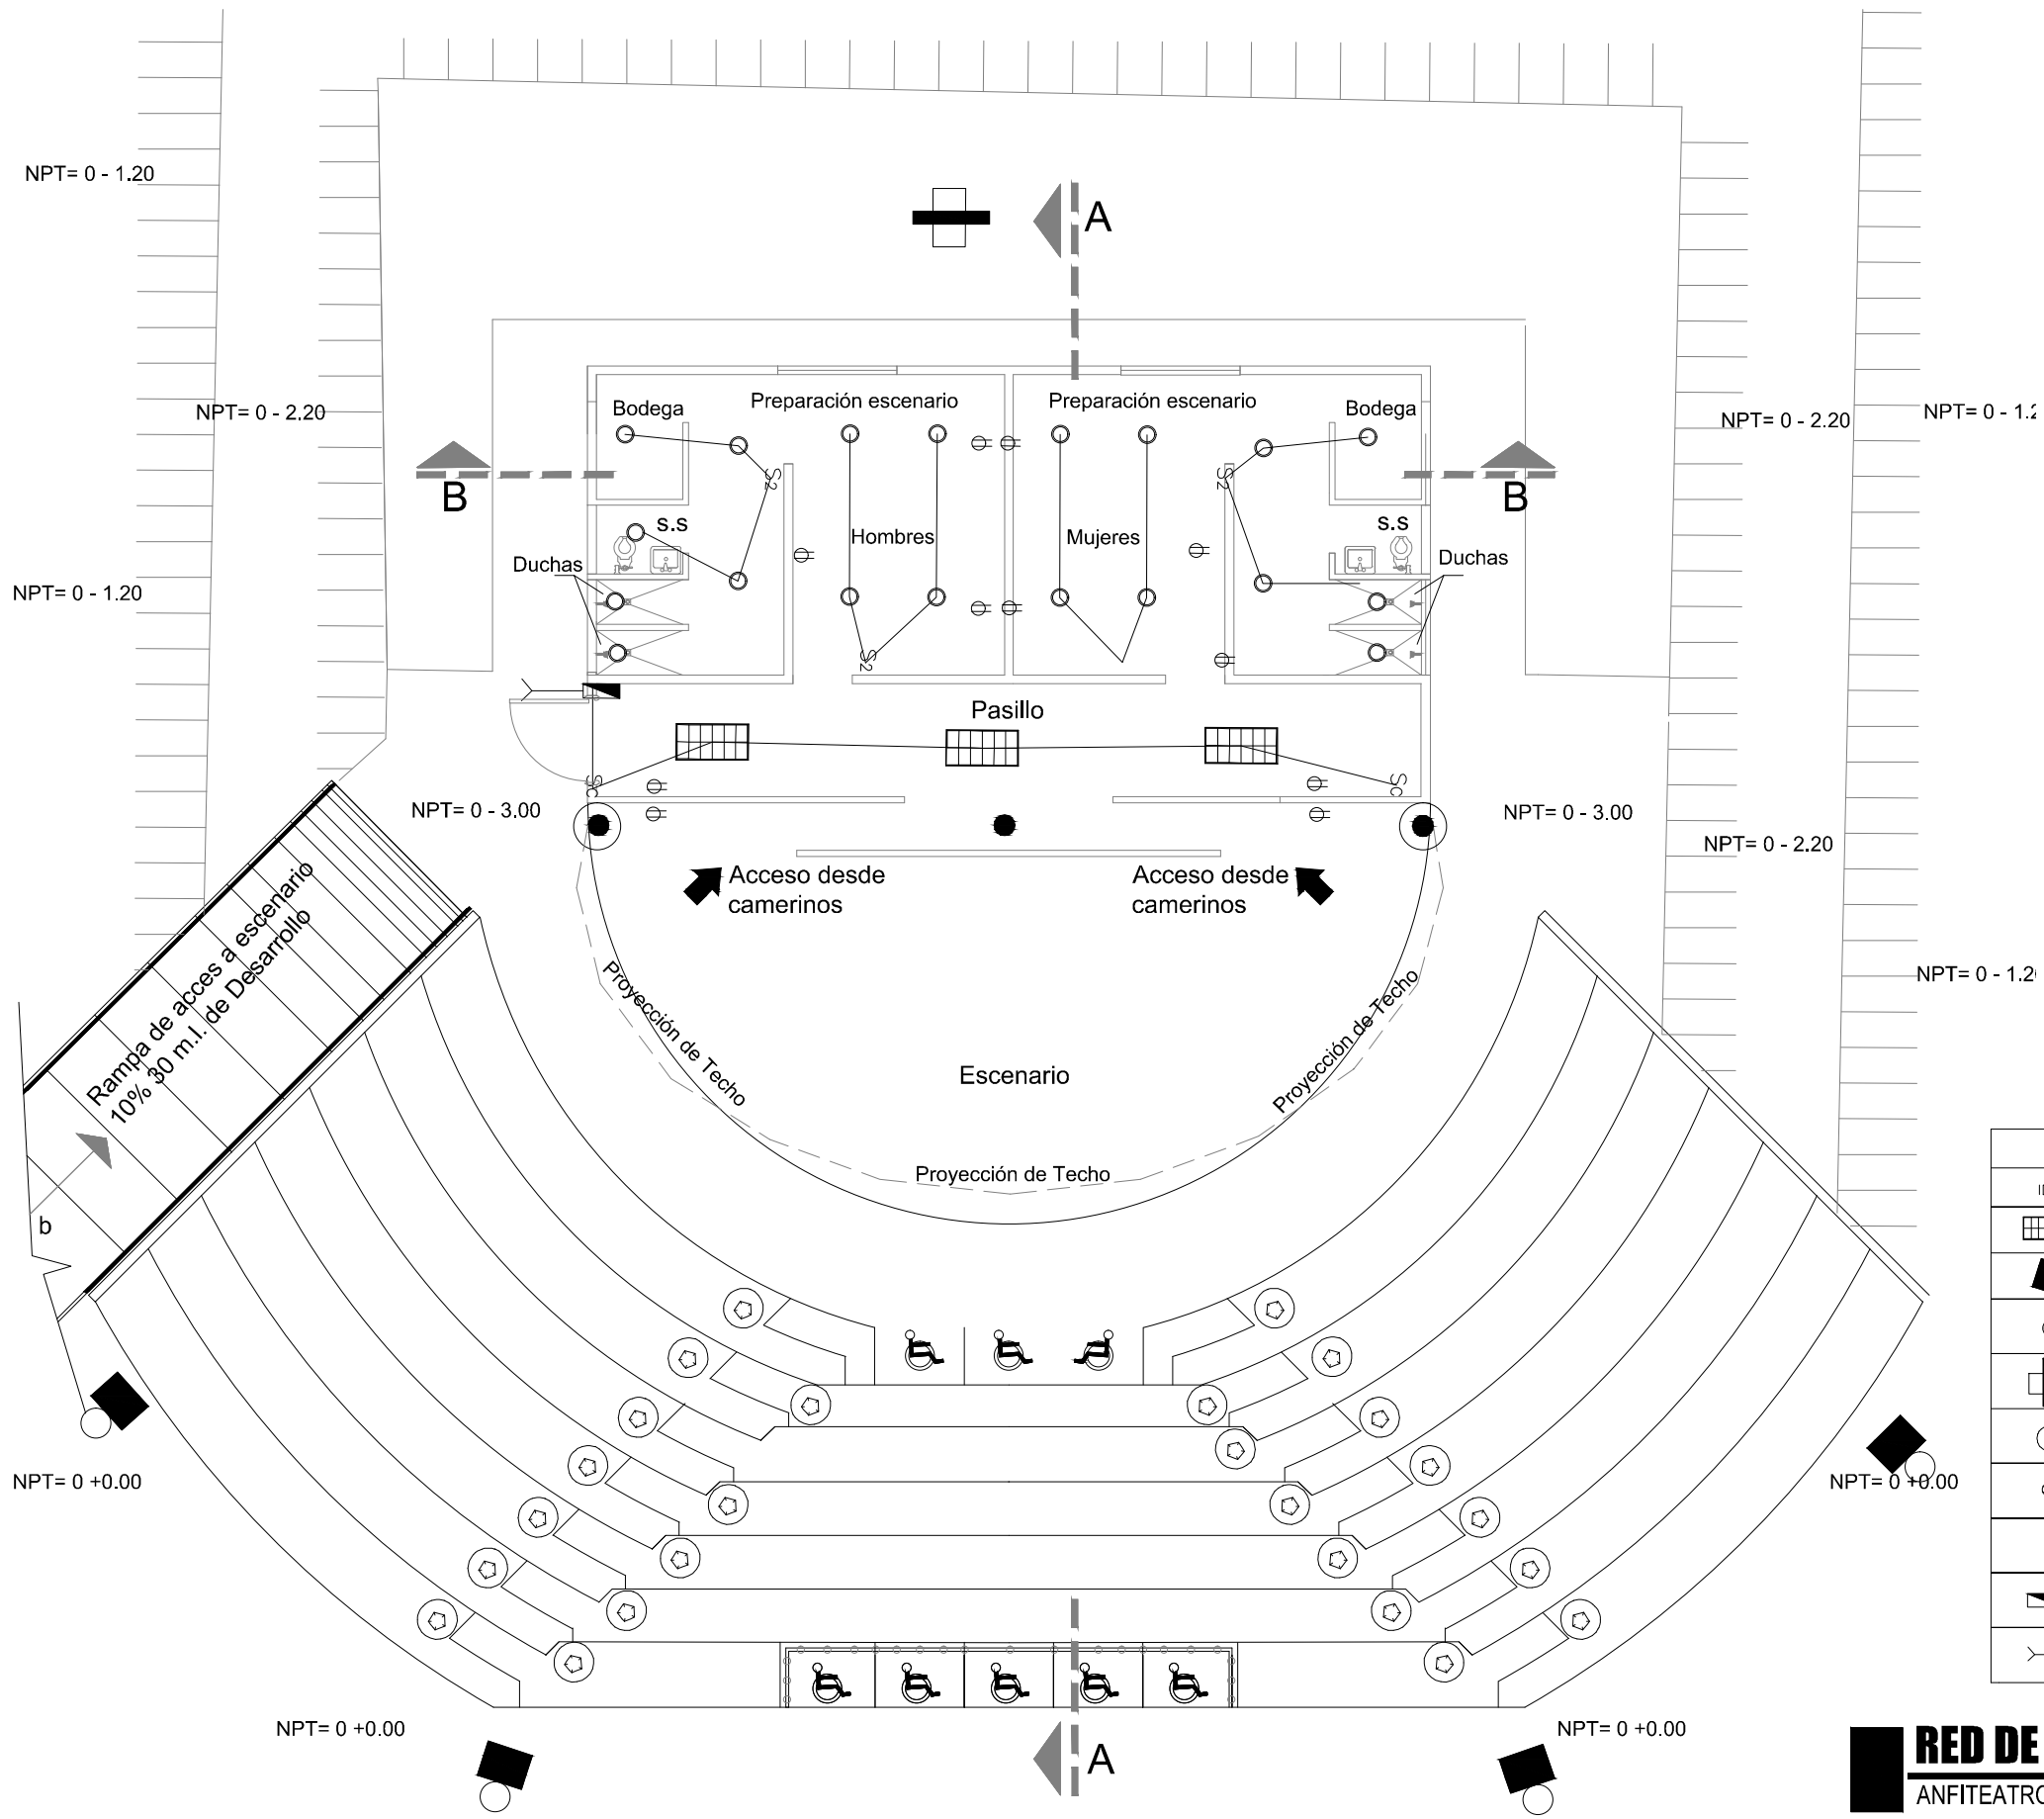 NPT= 0 - 1.20
A
Bodega
Preparación escenario
Preparación escenario
Bodega
NPT= 0 - 2.20
NPT= 0 - 2.20
S2
S2
B
B
s.s
s.s
Hombres
Mujeres
Duchas
Duchas
NPT= 0 - 1.20
S2
Pasillo
Sc
Sc
NPT= 0 - 3.00
NPT= 0 - 3.00
NPT= 0 - 2.20
Acceso desde
camerinos
Acceso desde
camerinos
Rampa de acces a escenario
10% 30 m.l. de Desarrollo
Proyección de Techo
Proyección de Techo
Escenario
Proyección de Techo
b
NPT= 0 +0.00
NPT= 0 +0.00
NPT= 0 +0.00
NPT= 0 +0.00
A
RED DE
ANFITEATRO